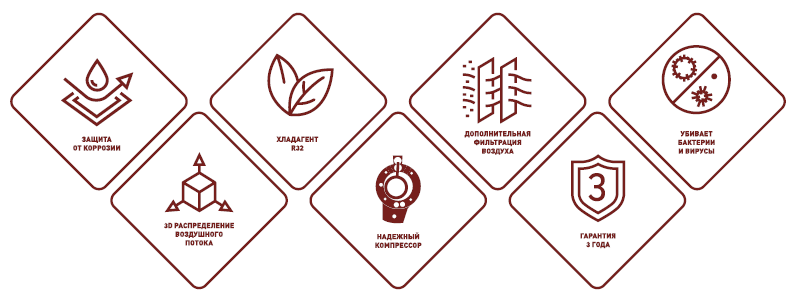 ЗАЩИТА
ОТ КОРРОЗИИ
ХЛАДАГЕНТ
R32
ДОПОЛНИТЕЛЬНАЯ
ФИЛЬТРАЦИЯ
ВОЗДУХА
УБИВАЕТ
БАКТЕРИИ
И ВИРУСЫ
3D РАСПРЕДЕЛЕНИЕ
ВОЗДУШНОГО
ПОТОКА
НАДЕЖНЫЙ
КОМПРЕССОР
3
ГАРАНТИЯ
3 ГОДА